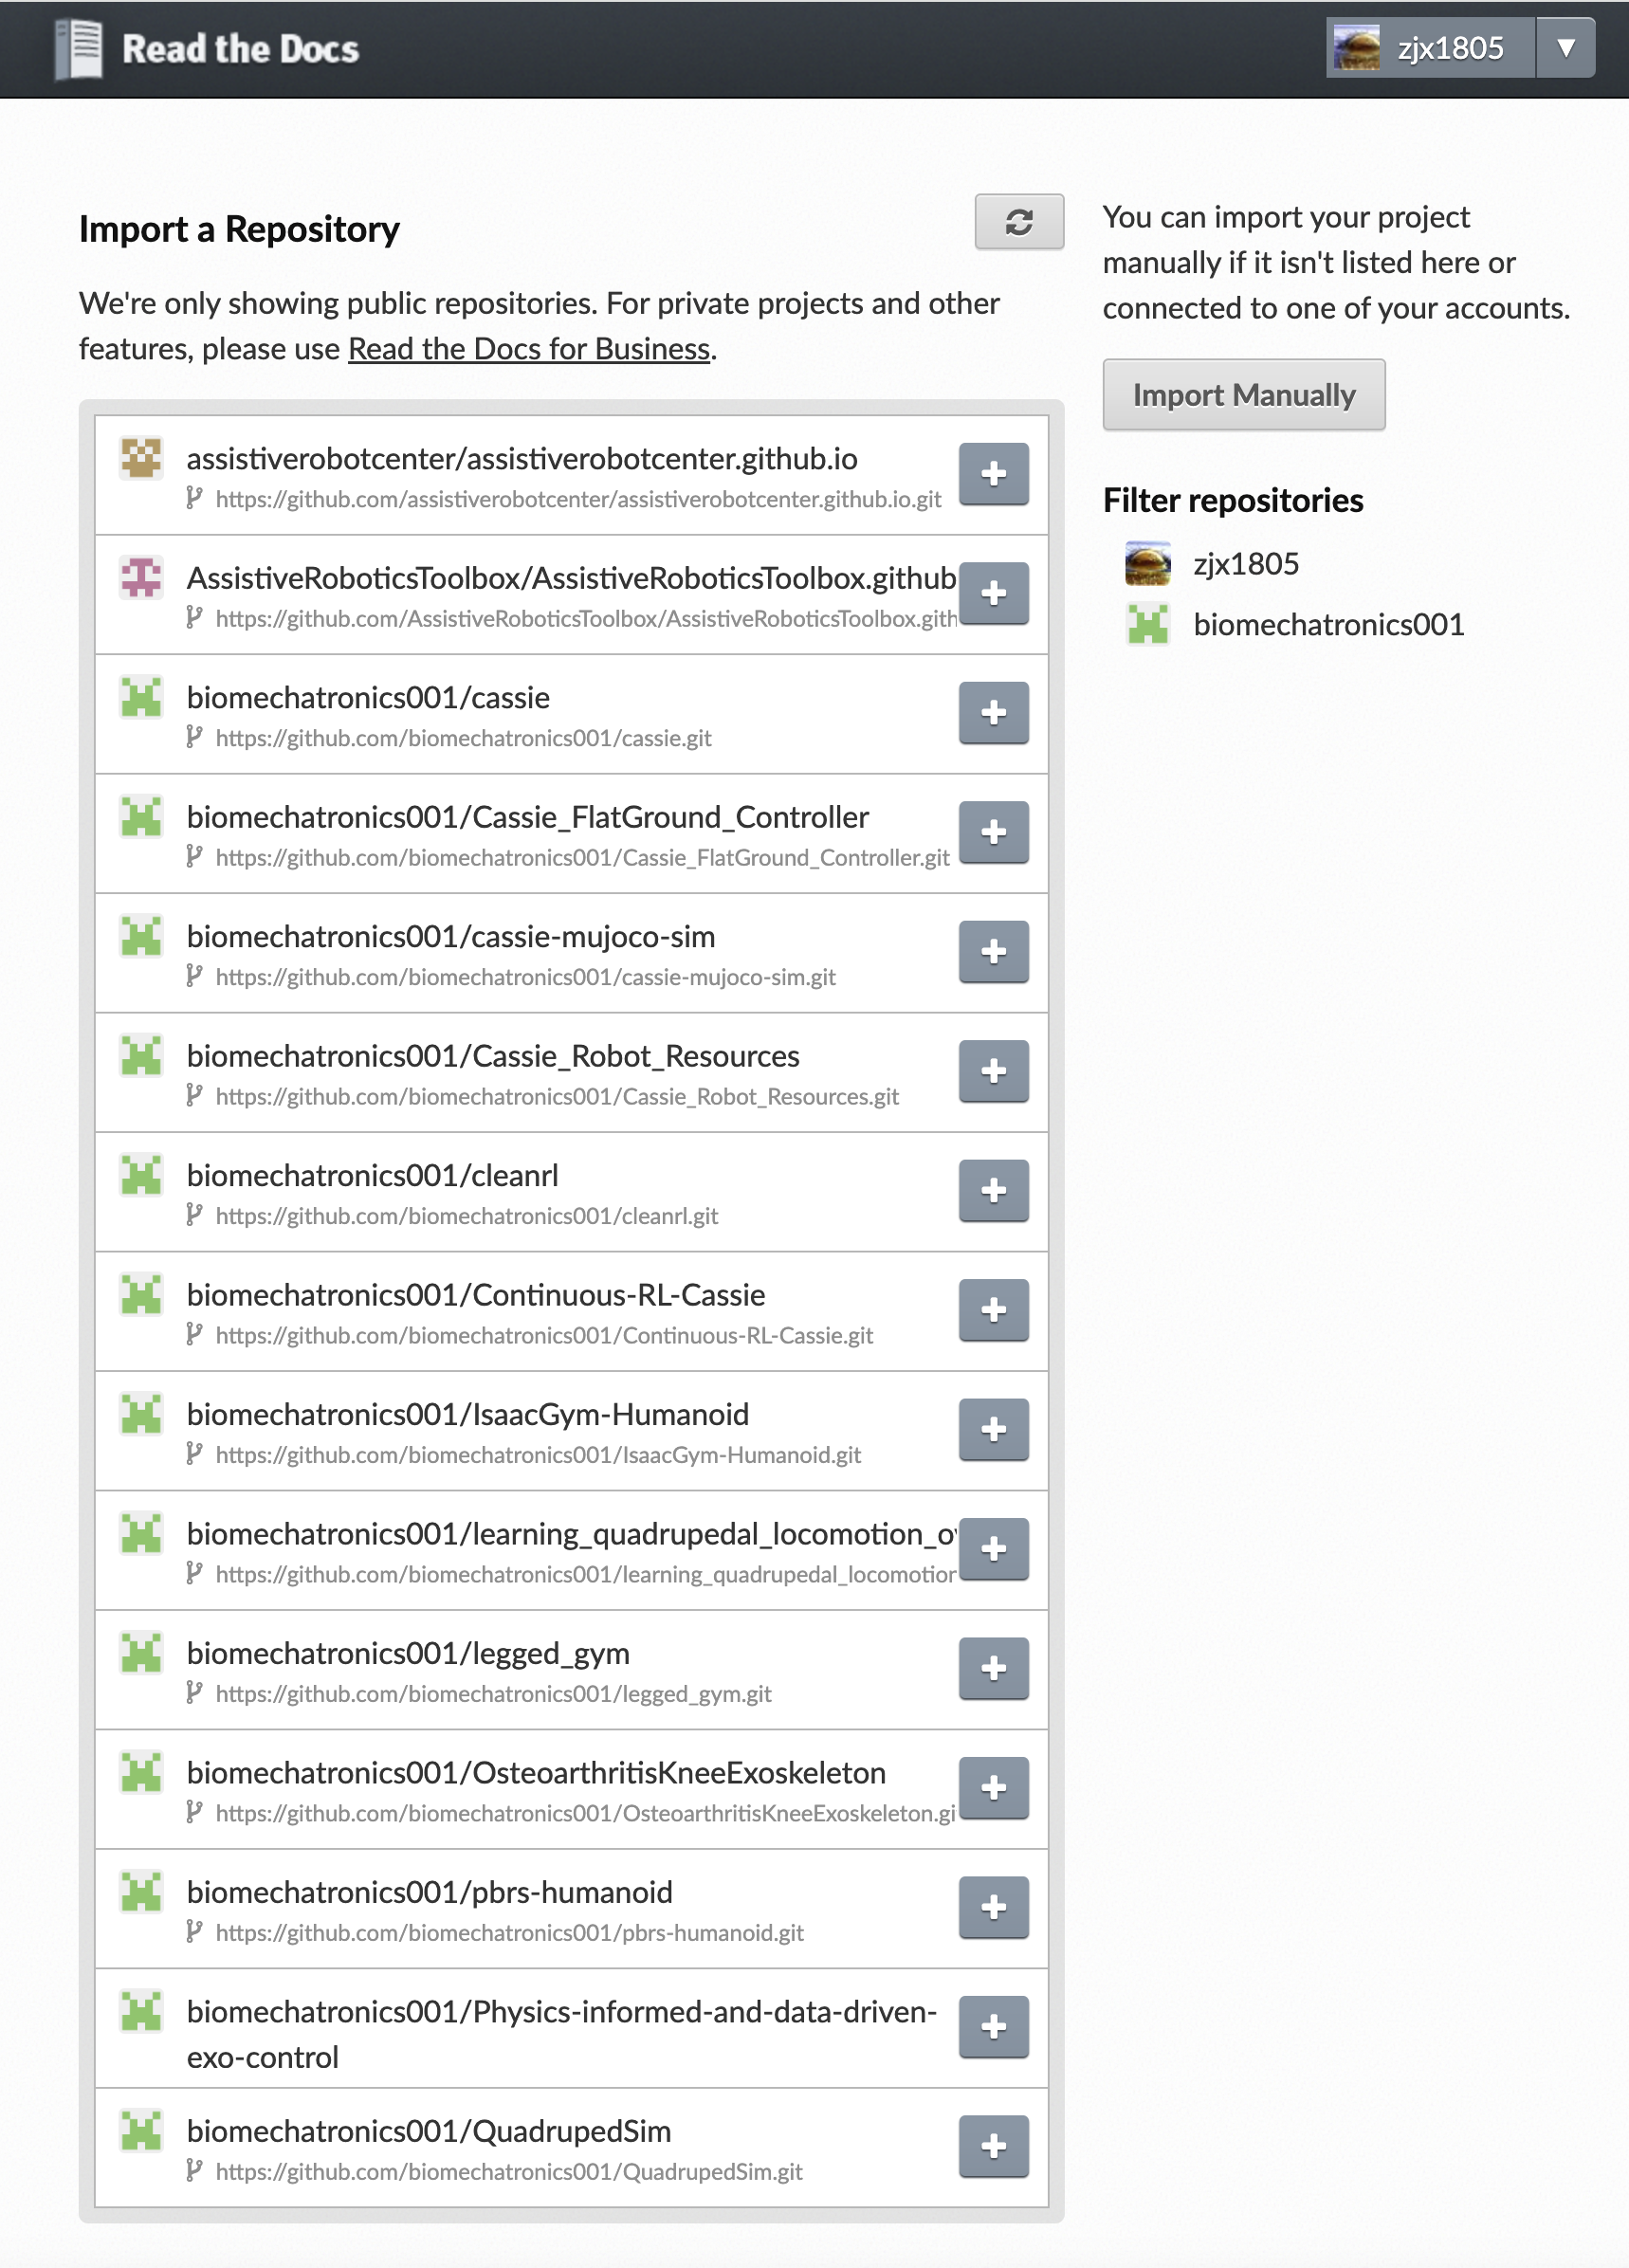 Read the Docs
zjx1805
Import a Repository
We're only showing public repositories. For private projects and other
features, please use Read the Docs for Business.
assistiverobotcenter/assistiverobotcenter.github.io
https://github.com/assistiverobotcenter/assistiverobotcenter.github.io.git
AssistiveRoboticsToolbox/AssistiveRoboticsToolbox.github
https://github.com/AssistiveRoboticsToolbox/AssistiveRoboticsToolbox.gith
biomechatronics001/cassie
https://github.com/biomechatronics001/cassie.git
biomechatronics001/Cassie_FlatGround_Controller
https://github.com/biomechatronics001/Cassie_FlatGround_Controller.git
biomechatronics001/cassie-mujoco-sim
https://github.com/biomechatronics001/cassie-mujoco-sim.git
biomechatronics001/Cassie_Robot_Resources
https://github.com/biomechatronics001/Cassie_Robot_Resources.git
biomechatronics001/cleanrl
https://github.com/biomechatronics001/cleanrl.git
biomechatronics001/Continuous-RL-Cassie
https://github.com/biomechatronics001/Continuous-RL-Cassie.git
biomechatronics001/IsaacGym-Humanoid
https://github.com/biomechatronics001/IsaacGym-Humanoid.git
biomechatronics001/learning_quadrupedal_locomotion_o
https://github.com/biomechatronics001/learning_quadrupedal_locomotion
biomechatronics001/legged_gym
https://github.com/biomechatronics001/legged_gym.git
biomechatronics001/OsteoarthritisKneeExoskeleton
https://github.com/biomechatronics001/OsteoarthritisKneeExoskeleton.gi
biomechatronics001/pbrs-humanoid
https://github.com/biomechatronics001/pbrs-humanoid.git
biomechatronics001/Physics-informed-and-data-driven-
exo-control
biomechatronics001/QuadrupedSim
https://github.com/biomechatronics001/QuadrupedSim.git
You can import your project
manually if it isn't listed here or
connected to one of your accounts.
Import Manually
Filter repositories
zjx1805
biomechatronics001